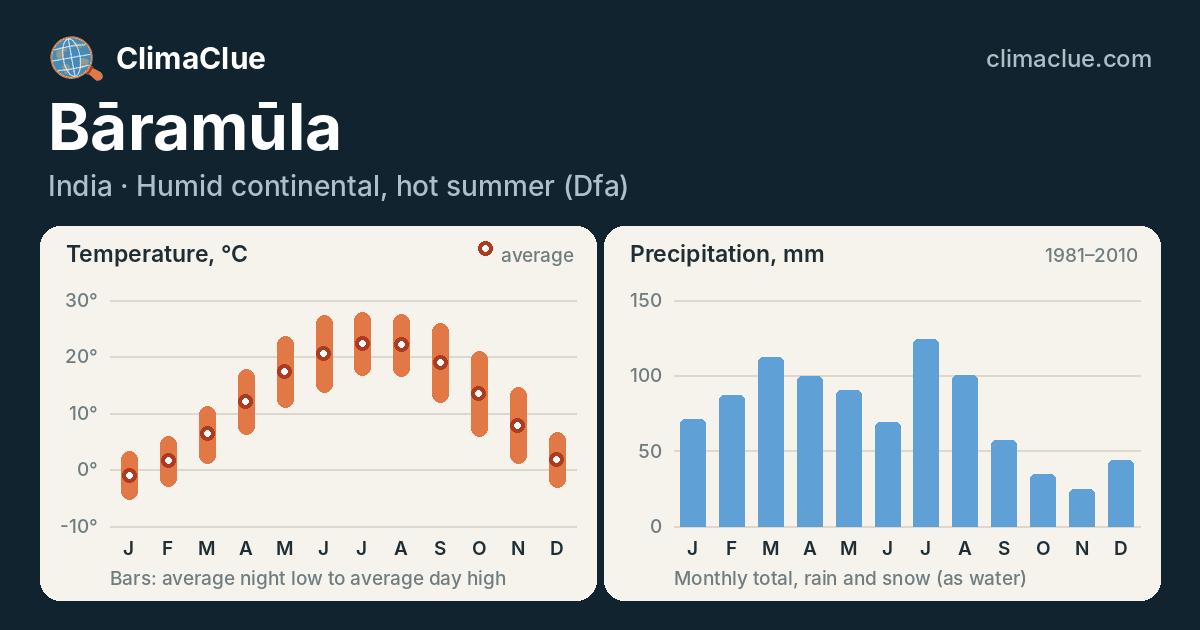 ClimaClue
climaclue.com
Bāramūla
India · Humid continental, hot summer (Dfa)
Temperature, °C
average
30°
20°
10°
0°
-10°
J F M A M J J A S O N D
Bars: average night low to average day high
Precipitation, mm
1981–2010
150
100
50
0
J F M A M J J A S O N D
Monthly total, rain and snow (as water)